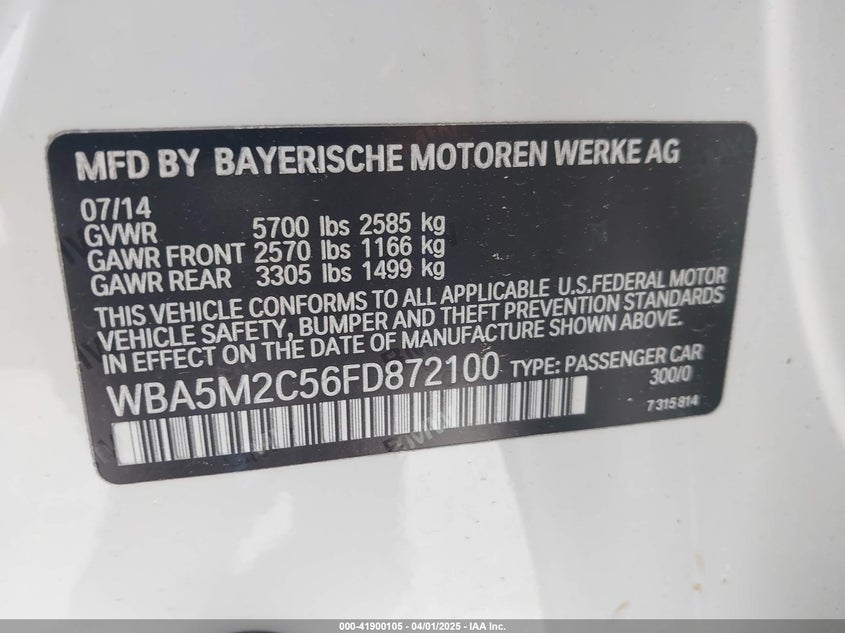 MFD BY BAYERISCHE MOTOREN WERKE AG
07/14
GVWR 5700 lbs 2585 kg
GAWR FRONT 2570 lbs 1166 kg
GAWR REAR 3305 lbs 1499 kg
THIS VEHICLE CONFORMS TO ALL APPLICABLE U.S.FEDERAL MOTOR
VEHICLE SAFETY, BUMPER AND THEFT PREVENTION STANDARDS
IN EFFECT ON THE DATE OF MANUFACTURE SHOWN ABOVE.
WBA5M2C56FD872100 TYPE: PASSENGER CAR
300/0
7 315 814
000-41900105 - 04/01/2025 - IAA Inc.